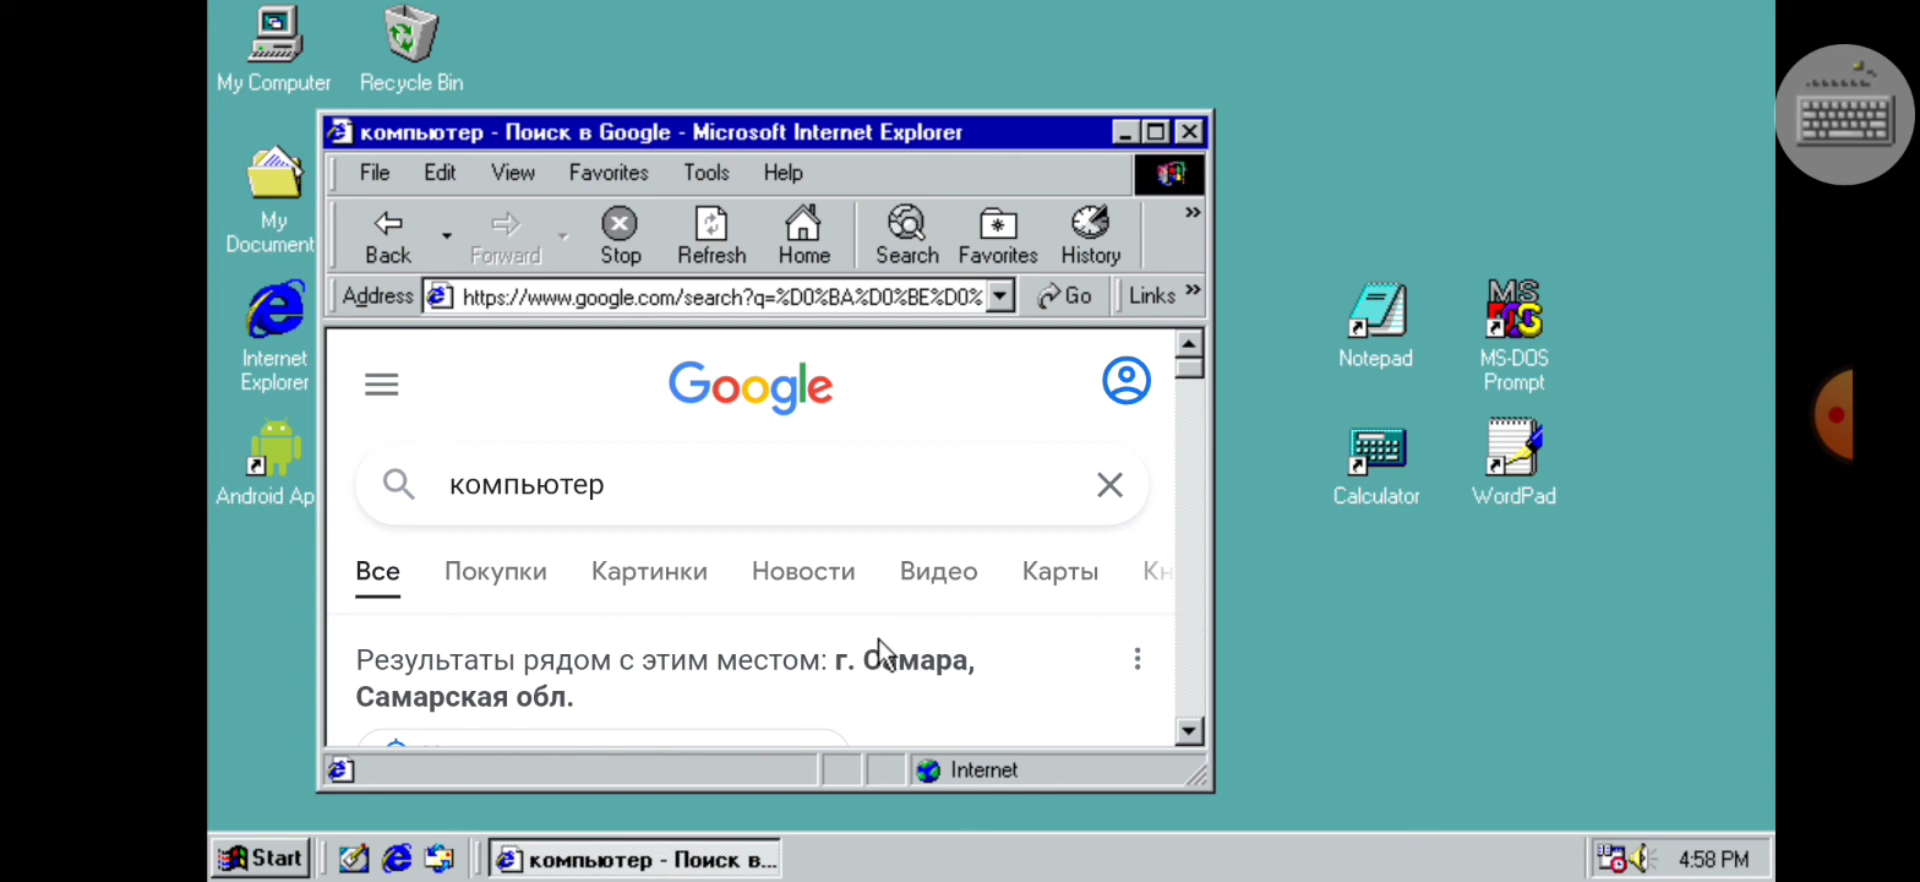 My Computer
Recycle Bin
My
Document
Internet
Explorer
Android Ap
компьютер - Поиск в Google - Microsoft Internet Explorer
File Edit View Favorites Tools Help
Back Forward Stop Refresh Home Search Favorites History »
Address https://www.google.com/search?q=%D0%BA%D0%BE%D0% Go Links »
Google
компьютер
Все Покупки Картинки Новости Видео Карты Кн
Результаты рядом с этим местом: г. Самара,
Самарская обл.
Internet
Notepad
MS-DOS
Prompt
Calculator
WordPad
Start
компьютер - Поиск в...
4:58 PM